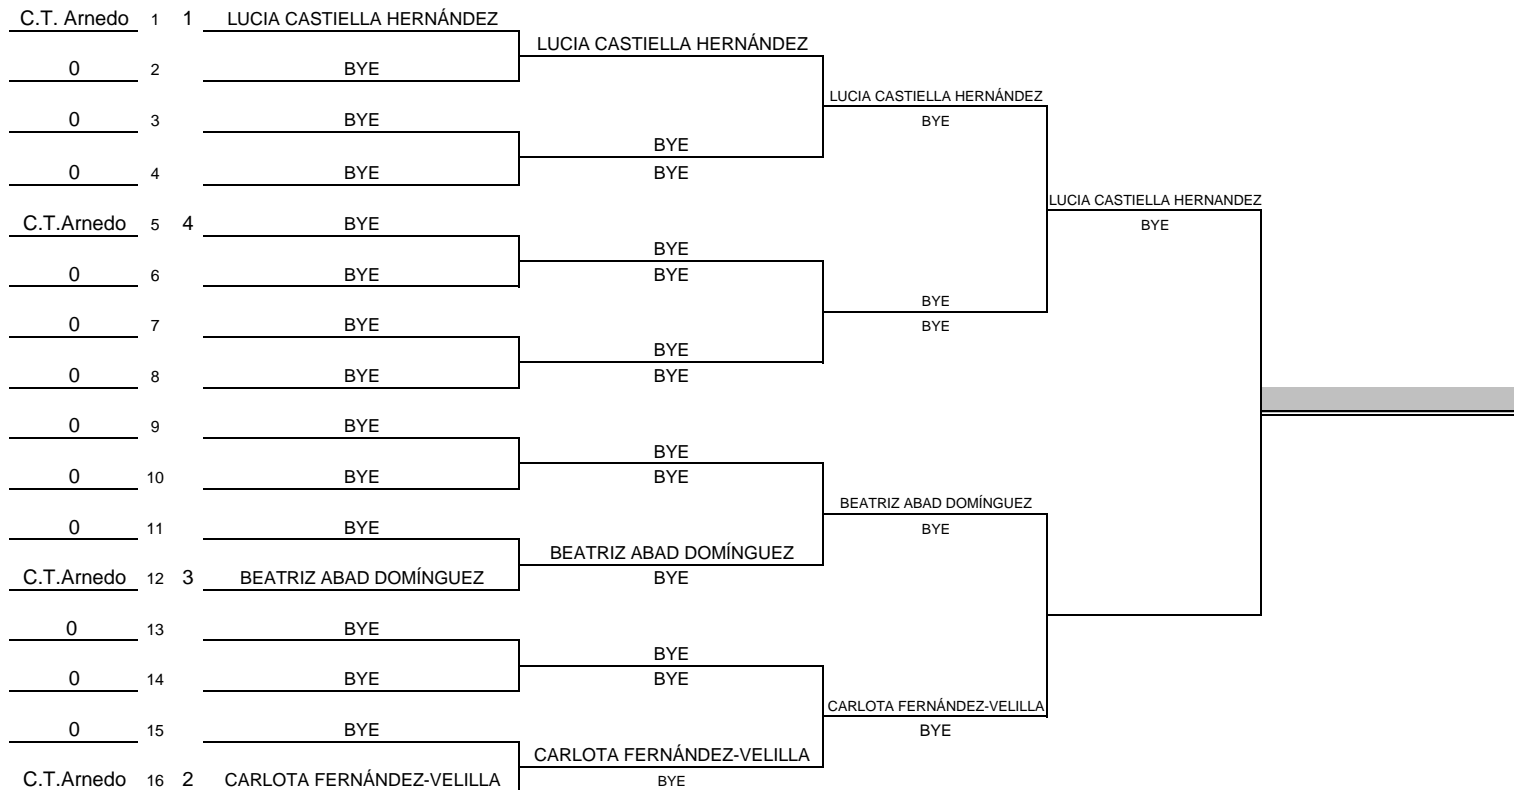 C.T. Arnedo 1 1 LUCIA CASTIELLA HERNÁNDEZ
LUCIA CASTIELLA HERNÁNDEZ
0 2 BYE
LUCIA CASTIELLA HERNÁNDEZ
0 3 BYE
BYE
BYE
0 4 BYE
BYE
LUCIA CASTIELLA HERNANDEZ
C.T.Arnedo 5 4 BYE
BYE
BYE
0 6 BYE
BYE
BYE
0 7 BYE
BYE
BYE
0 8 BYE
BYE
0 9 BYE
BYE
0 10 BYE
BYE
BEATRIZ ABAD DOMÍNGUEZ
0 11 BYE
BYE
BEATRIZ ABAD DOMÍNGUEZ
C.T.Arnedo 12 3 BEATRIZ ABAD DOMÍNGUEZ
BYE
0 13 BYE
BYE
0 14 BYE
BYE
CARLOTA FERNÁNDEZ-VELILLA
0 15 BYE
BYE
CARLOTA FERNÁNDEZ-VELILLA
C.T.Arnedo 16 2 CARLOTA FERNÁNDEZ-VELILLA
BYE